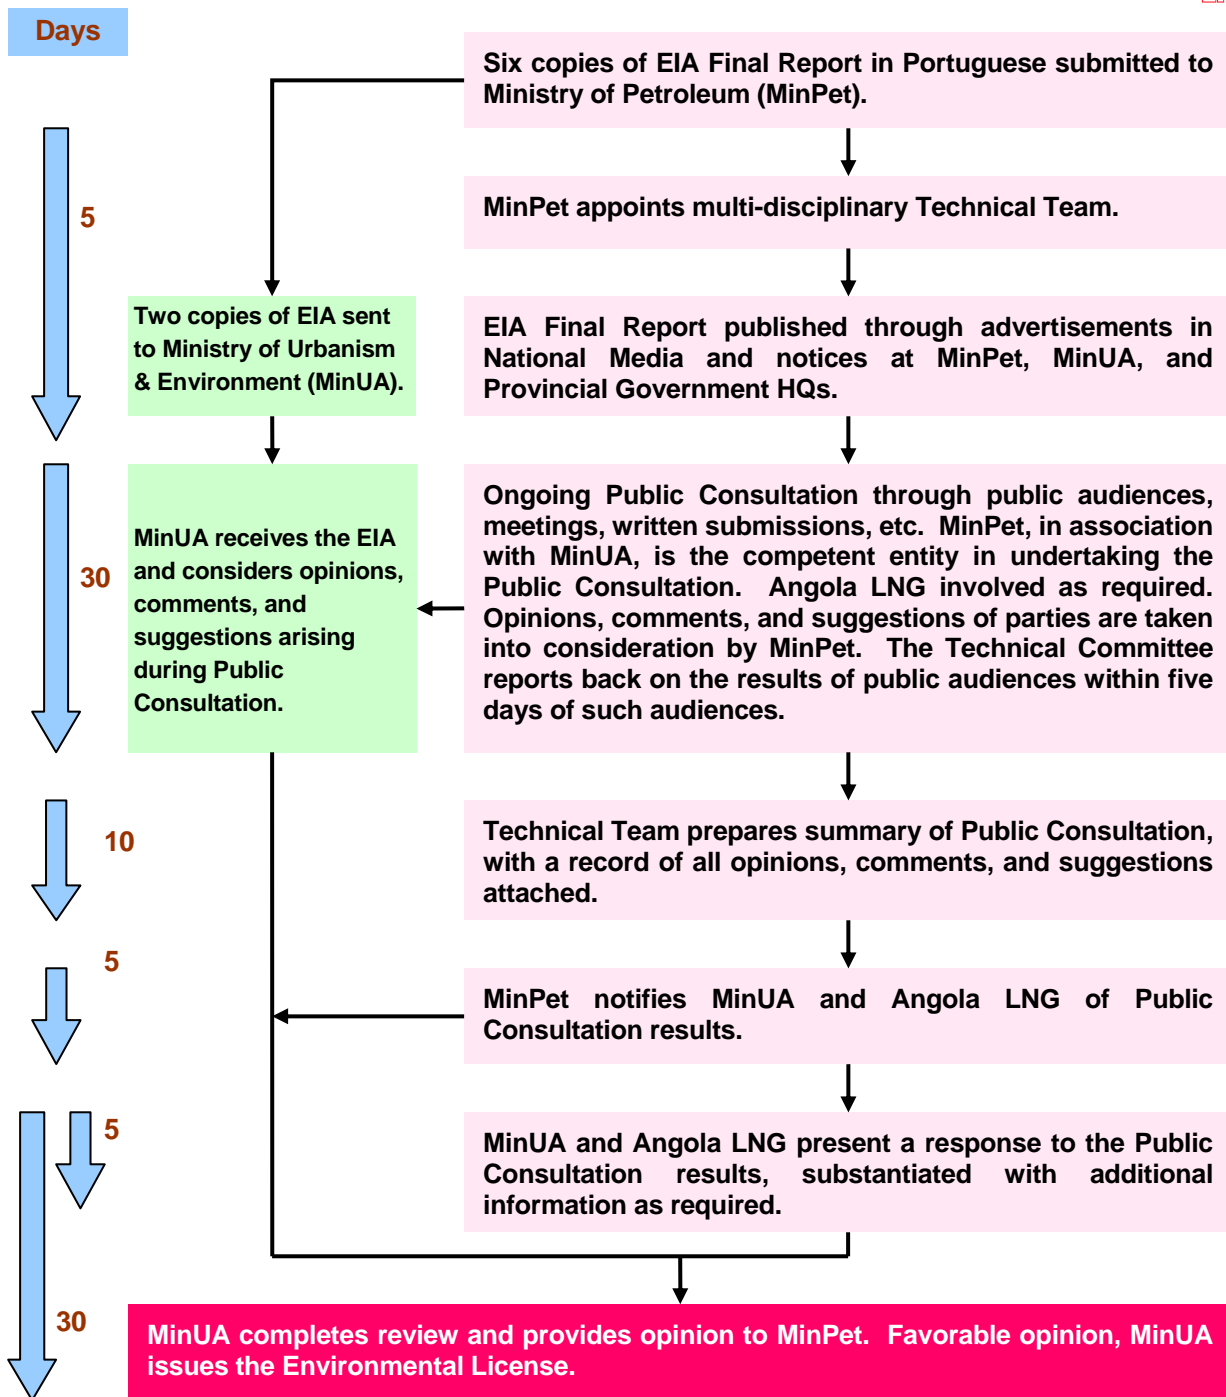 Days
Six copies of EIA Final Report in Portuguese submitted to
Ministry of Petroleum (MinPet).
5
MinPet appoints multi-disciplinary Technical Team.
Two copies of EIA sent
to Ministry of Urbanism
& Environment (MinUA).
EIA Final Report published through advertisements in
National Media and notices at MinPet, MinUA, and
Provincial Government HQs.
30
MinUA receives the EIA
and considers opinions,
comments, and
suggestions arising
during Public
Consultation.
Ongoing Public Consultation through public audiences,
meetings, written submissions, etc. MinPet, in association
with MinUA, is the competent entity in undertaking the
Public Consultation. Angola LNG involved as required.
Opinions, comments, and suggestions of parties are taken
into consideration by MinPet. The Technical Committee
reports back on the results of public audiences within five
days of such audiences.
10
Technical Team prepares summary of Public Consultation,
with a record of all opinions, comments, and suggestions
attached.
5
MinPet notifies MinUA and Angola LNG of Public
Consultation results.
5
MinUA and Angola LNG present a response to the Public
Consultation results, substantiated with additional
information as required.
30
MinUA completes review and provides opinion to MinPet. Favorable opinion, MinUA
issues the Environmental License.